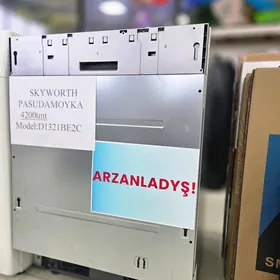 SKYWORTH
PASUDAMOYKA
4200tmt
Model:D1321BE2C
ARZANLADYŞ!